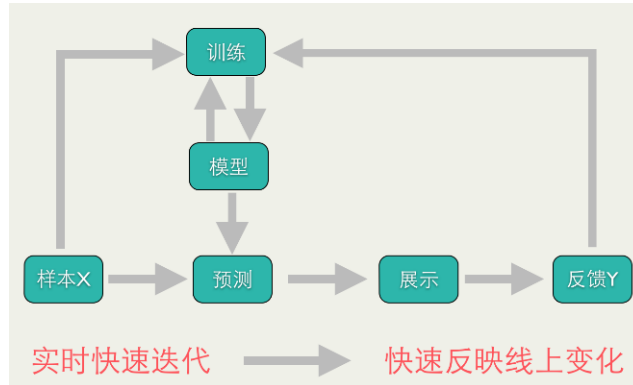 训练
模型
样本X
预测
展示
反馈Y
实时快速迭代
快速反映线上变化